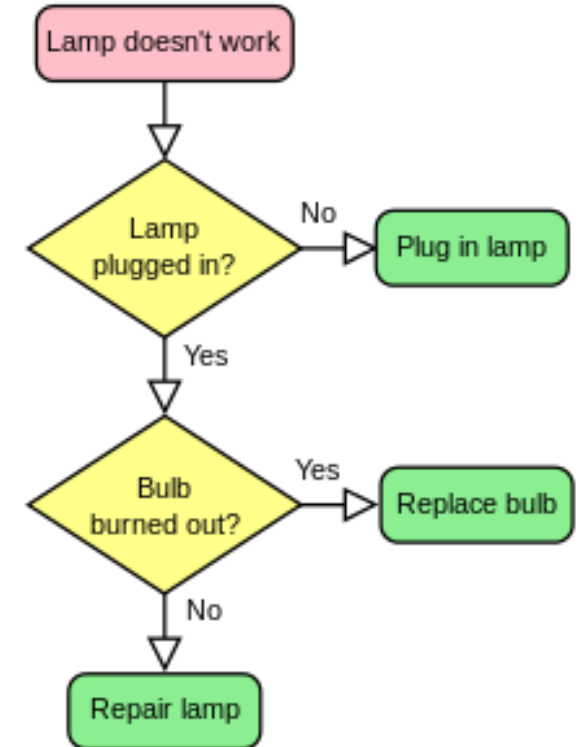 Lamp doesn't work
Lamp
plugged in?
No
Plug in lamp
Yes
Bulb
burned out?
Yes
Replace bulb
No
Repair lamp